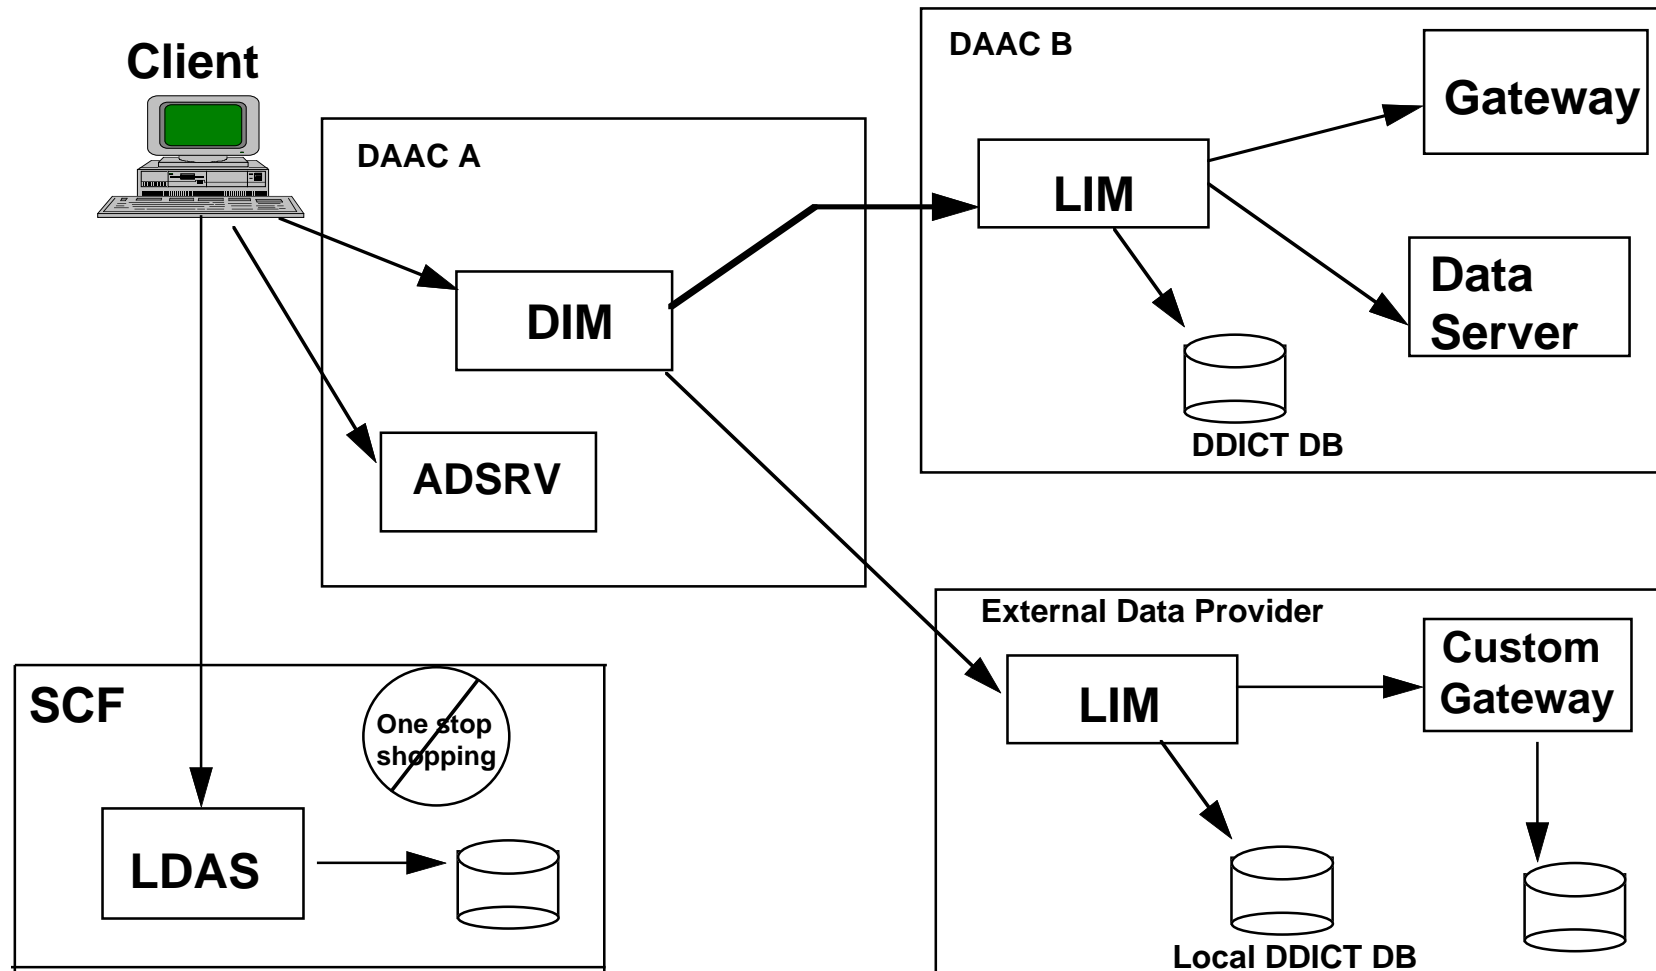 Client
DAAC A
DIM
ADSRV
DAAC B
LIM
Gateway
Data
Server
DDICT DB
SCF
One stop
shopping
LDAS
External Data Provider
LIM
Custom
Gateway
Local DDICT DB